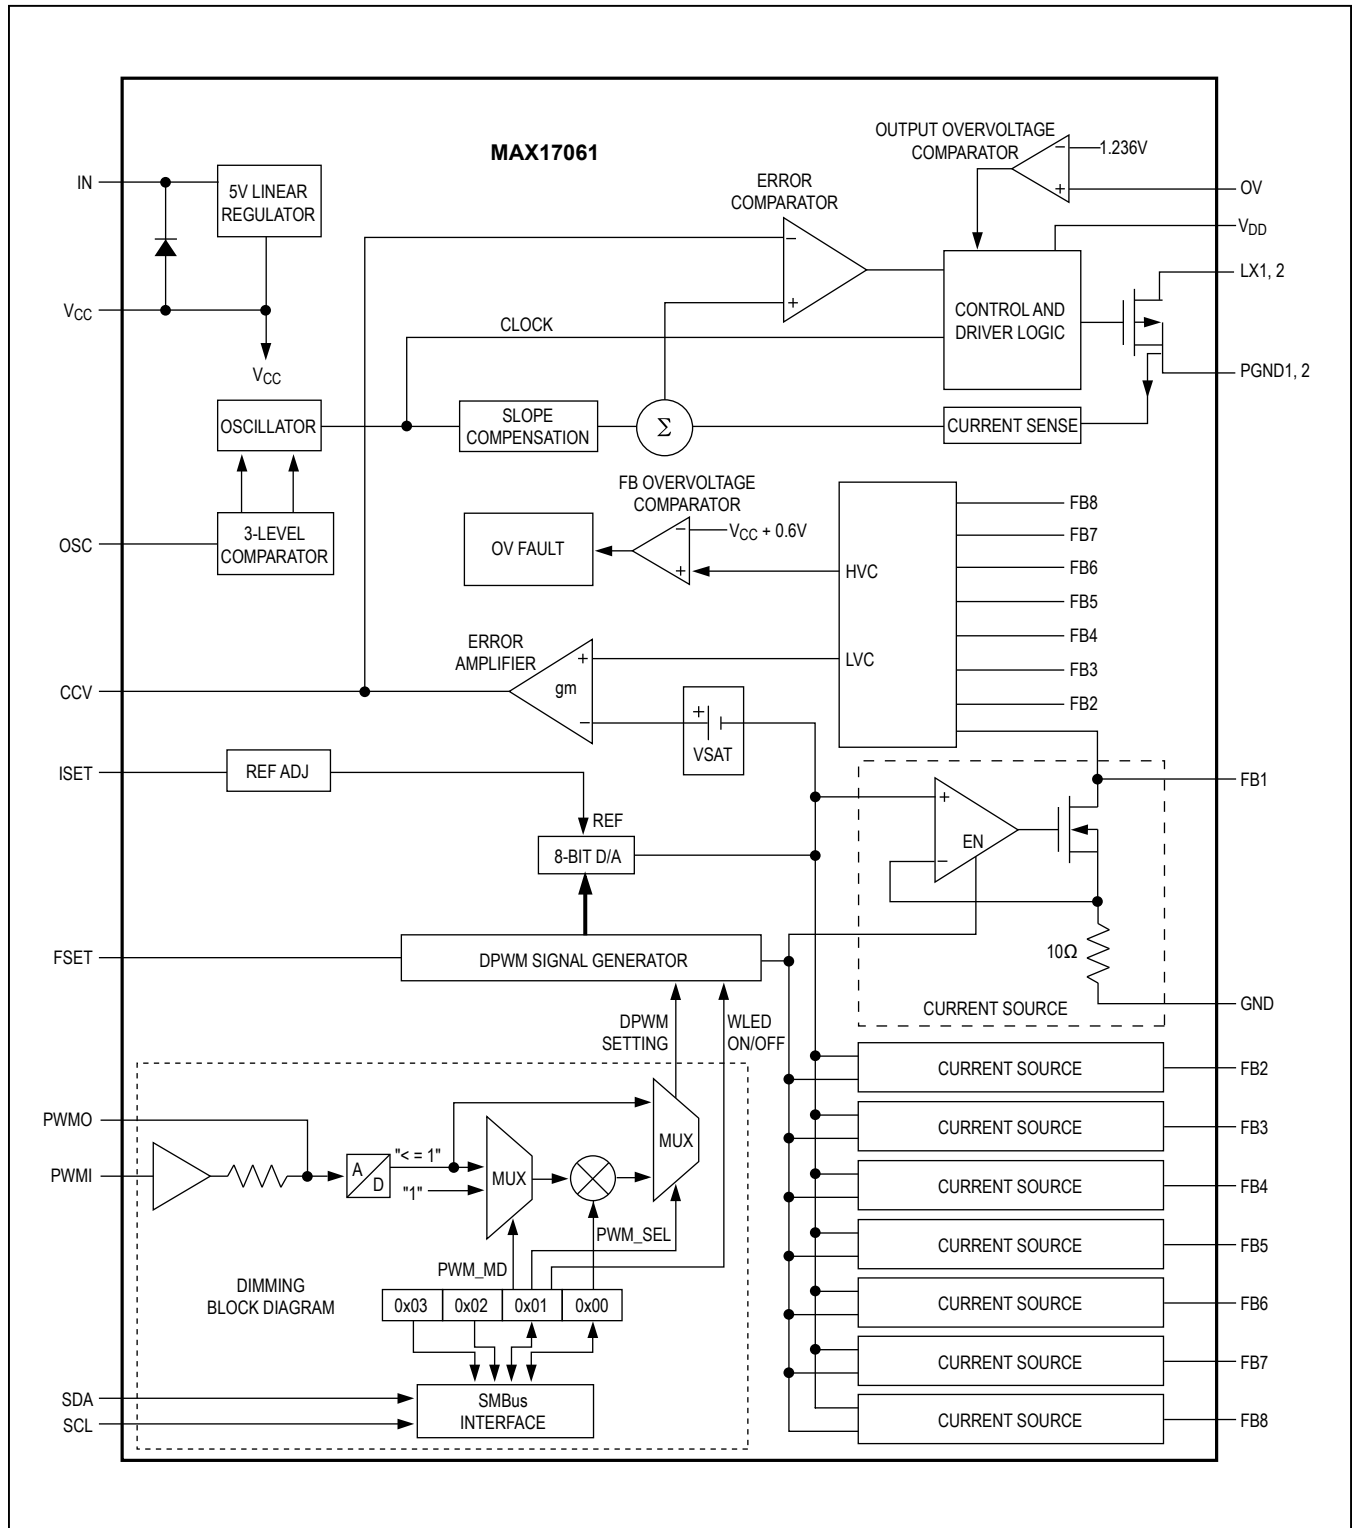 MAX17061
OUTPUT OVERVOLTAGE
COMPARATOR
−
1.236V
+
OV
IN
5V LINEAR
REGULATOR
ERROR
COMPARATOR
−
+
VDD
LX1, 2
VCC
CONTROL AND
DRIVER LOGIC
CLOCK
VCC
PGND1, 2
OSCILLATOR
SLOPE
COMPENSATION
Σ
CURRENT SENSE
FB OVERVOLTAGE
COMPARATOR
OSC
3-LEVEL
COMPARATOR
OV FAULT
−
VCC + 0.6V
+
HVC
LVC
FB8
FB7
FB6
FB5
FB4
FB3
FB2
ERROR
AMPLIFIER
+
gm
−
CCV
+
VSAT
ISET
REF ADJ
REF
8-BIT D/A
FB1
+
EN
−
10Ω
GND
CURRENT SOURCE
FSET
DPWM SIGNAL GENERATOR
DPWM
SETTING
WLED
ON/OFF
PWMO
PWMI
A
D
"< = 1"
"1"
MUX
MUX
PWM_SEL
PWM_MD
DIMMING
BLOCK DIAGRAM
0x03
0x02
0x01
0x00
SDA
SCL
SMBus
INTERFACE
CURRENT SOURCE
FB2
CURRENT SOURCE
FB3
CURRENT SOURCE
FB4
CURRENT SOURCE
FB5
CURRENT SOURCE
FB6
CURRENT SOURCE
FB7
CURRENT SOURCE
FB8